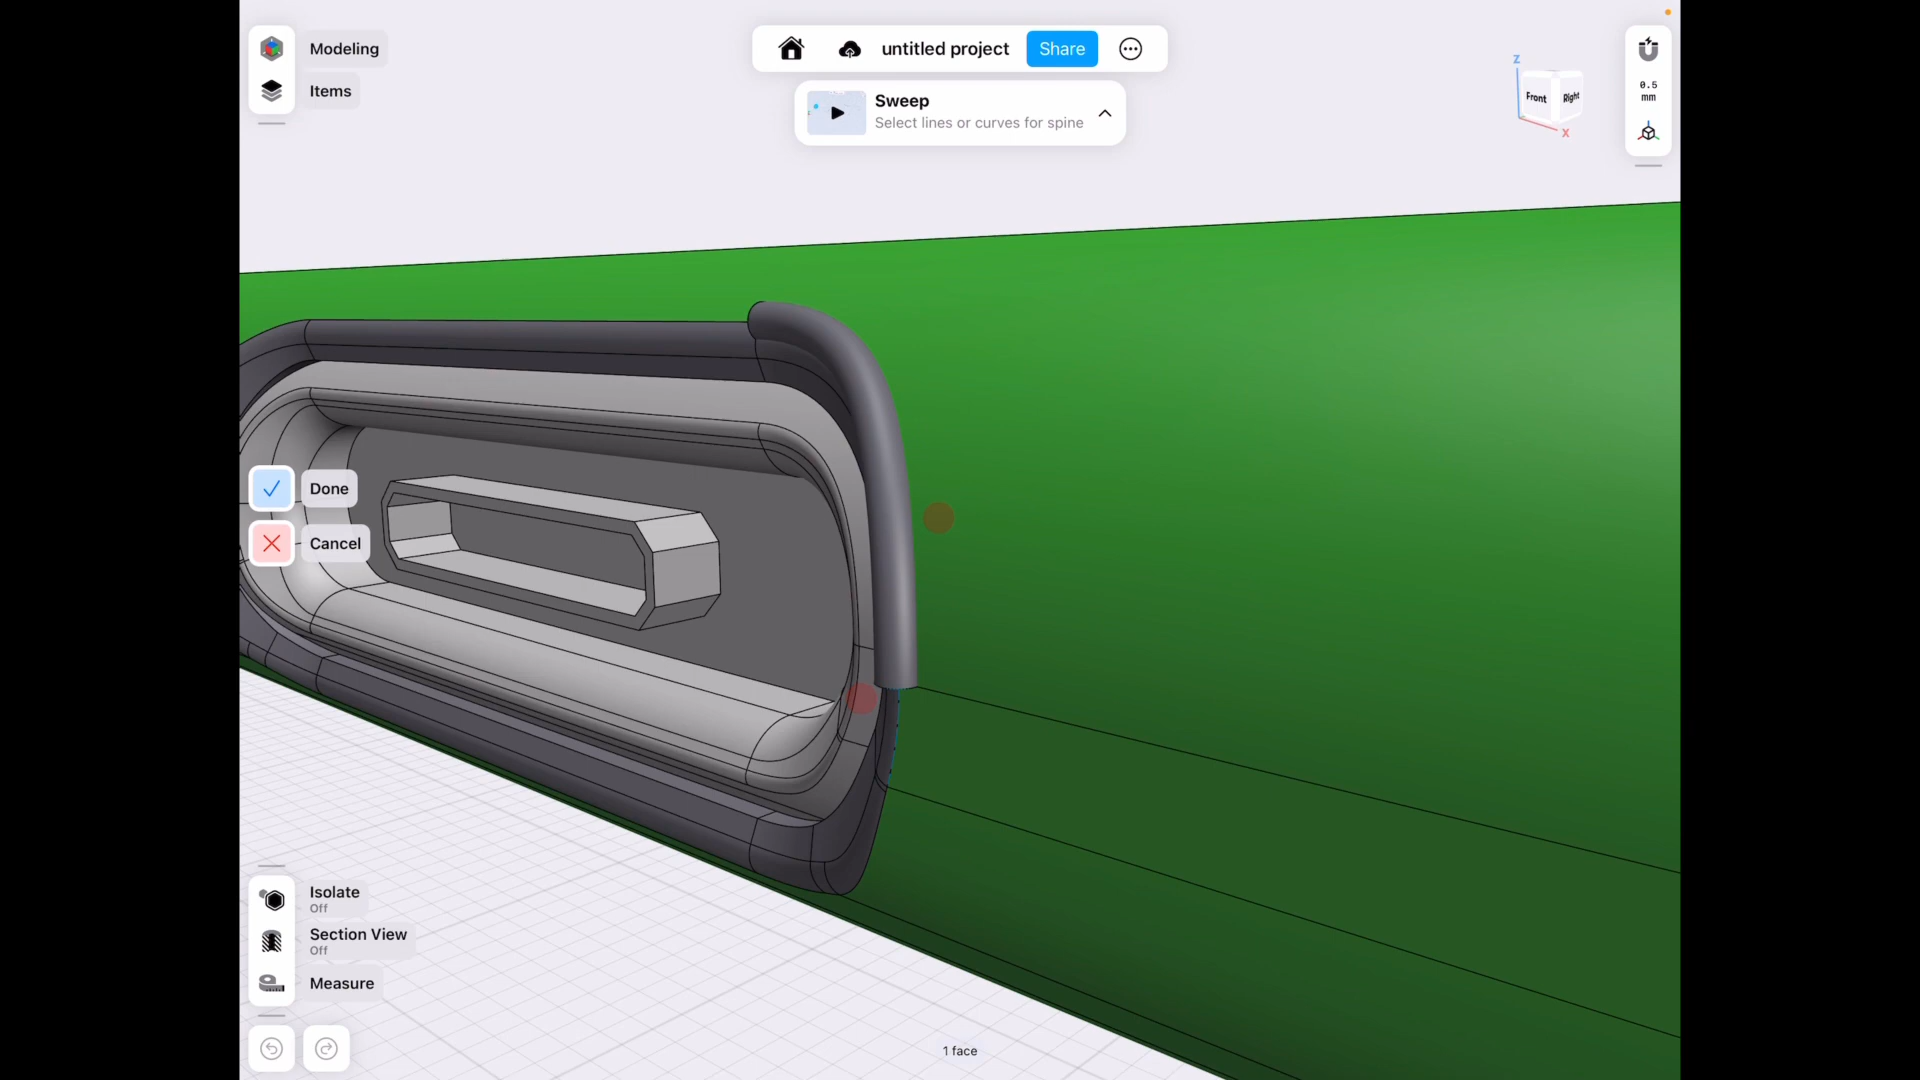 Modeling
Items
untitled project
Share
Sweep
Select lines or curves for spine
Z
Front
Right
X
0.5
mm
Done
Cancel
Isolate
Off
Section View
Off
Measure
1 face